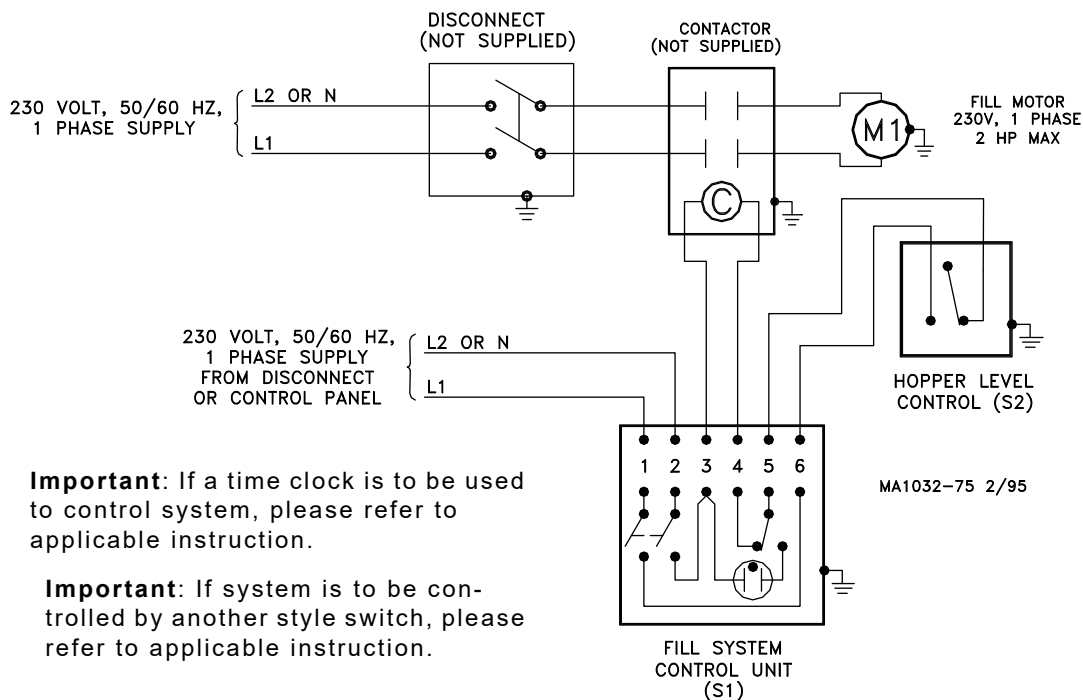 DISCONNECT
(NOT SUPPLIED)
CONTACTOR
(NOT SUPPLIED)
230 VOLT, 50/60 HZ,
1 PHASE SUPPLY
L2 OR N
L1
M1
FILL MOTOR
230V, 1 PHASE
2 HP MAX
C
230 VOLT, 50/60 HZ,
1 PHASE SUPPLY
FROM DISCONNECT
OR CONTROL PANEL
L2 OR N
L1
HOPPER LEVEL
CONTROL (S2)
1 2 3 4 5 6
MA1032-75 2/95
Important: If a time clock is to be used
to control system, please refer to
applicable instruction.
Important: If system is to be con-
trolled by another style switch, please
refer to applicable instruction.
FILL SYSTEM
CONTROL UNIT
(S1)